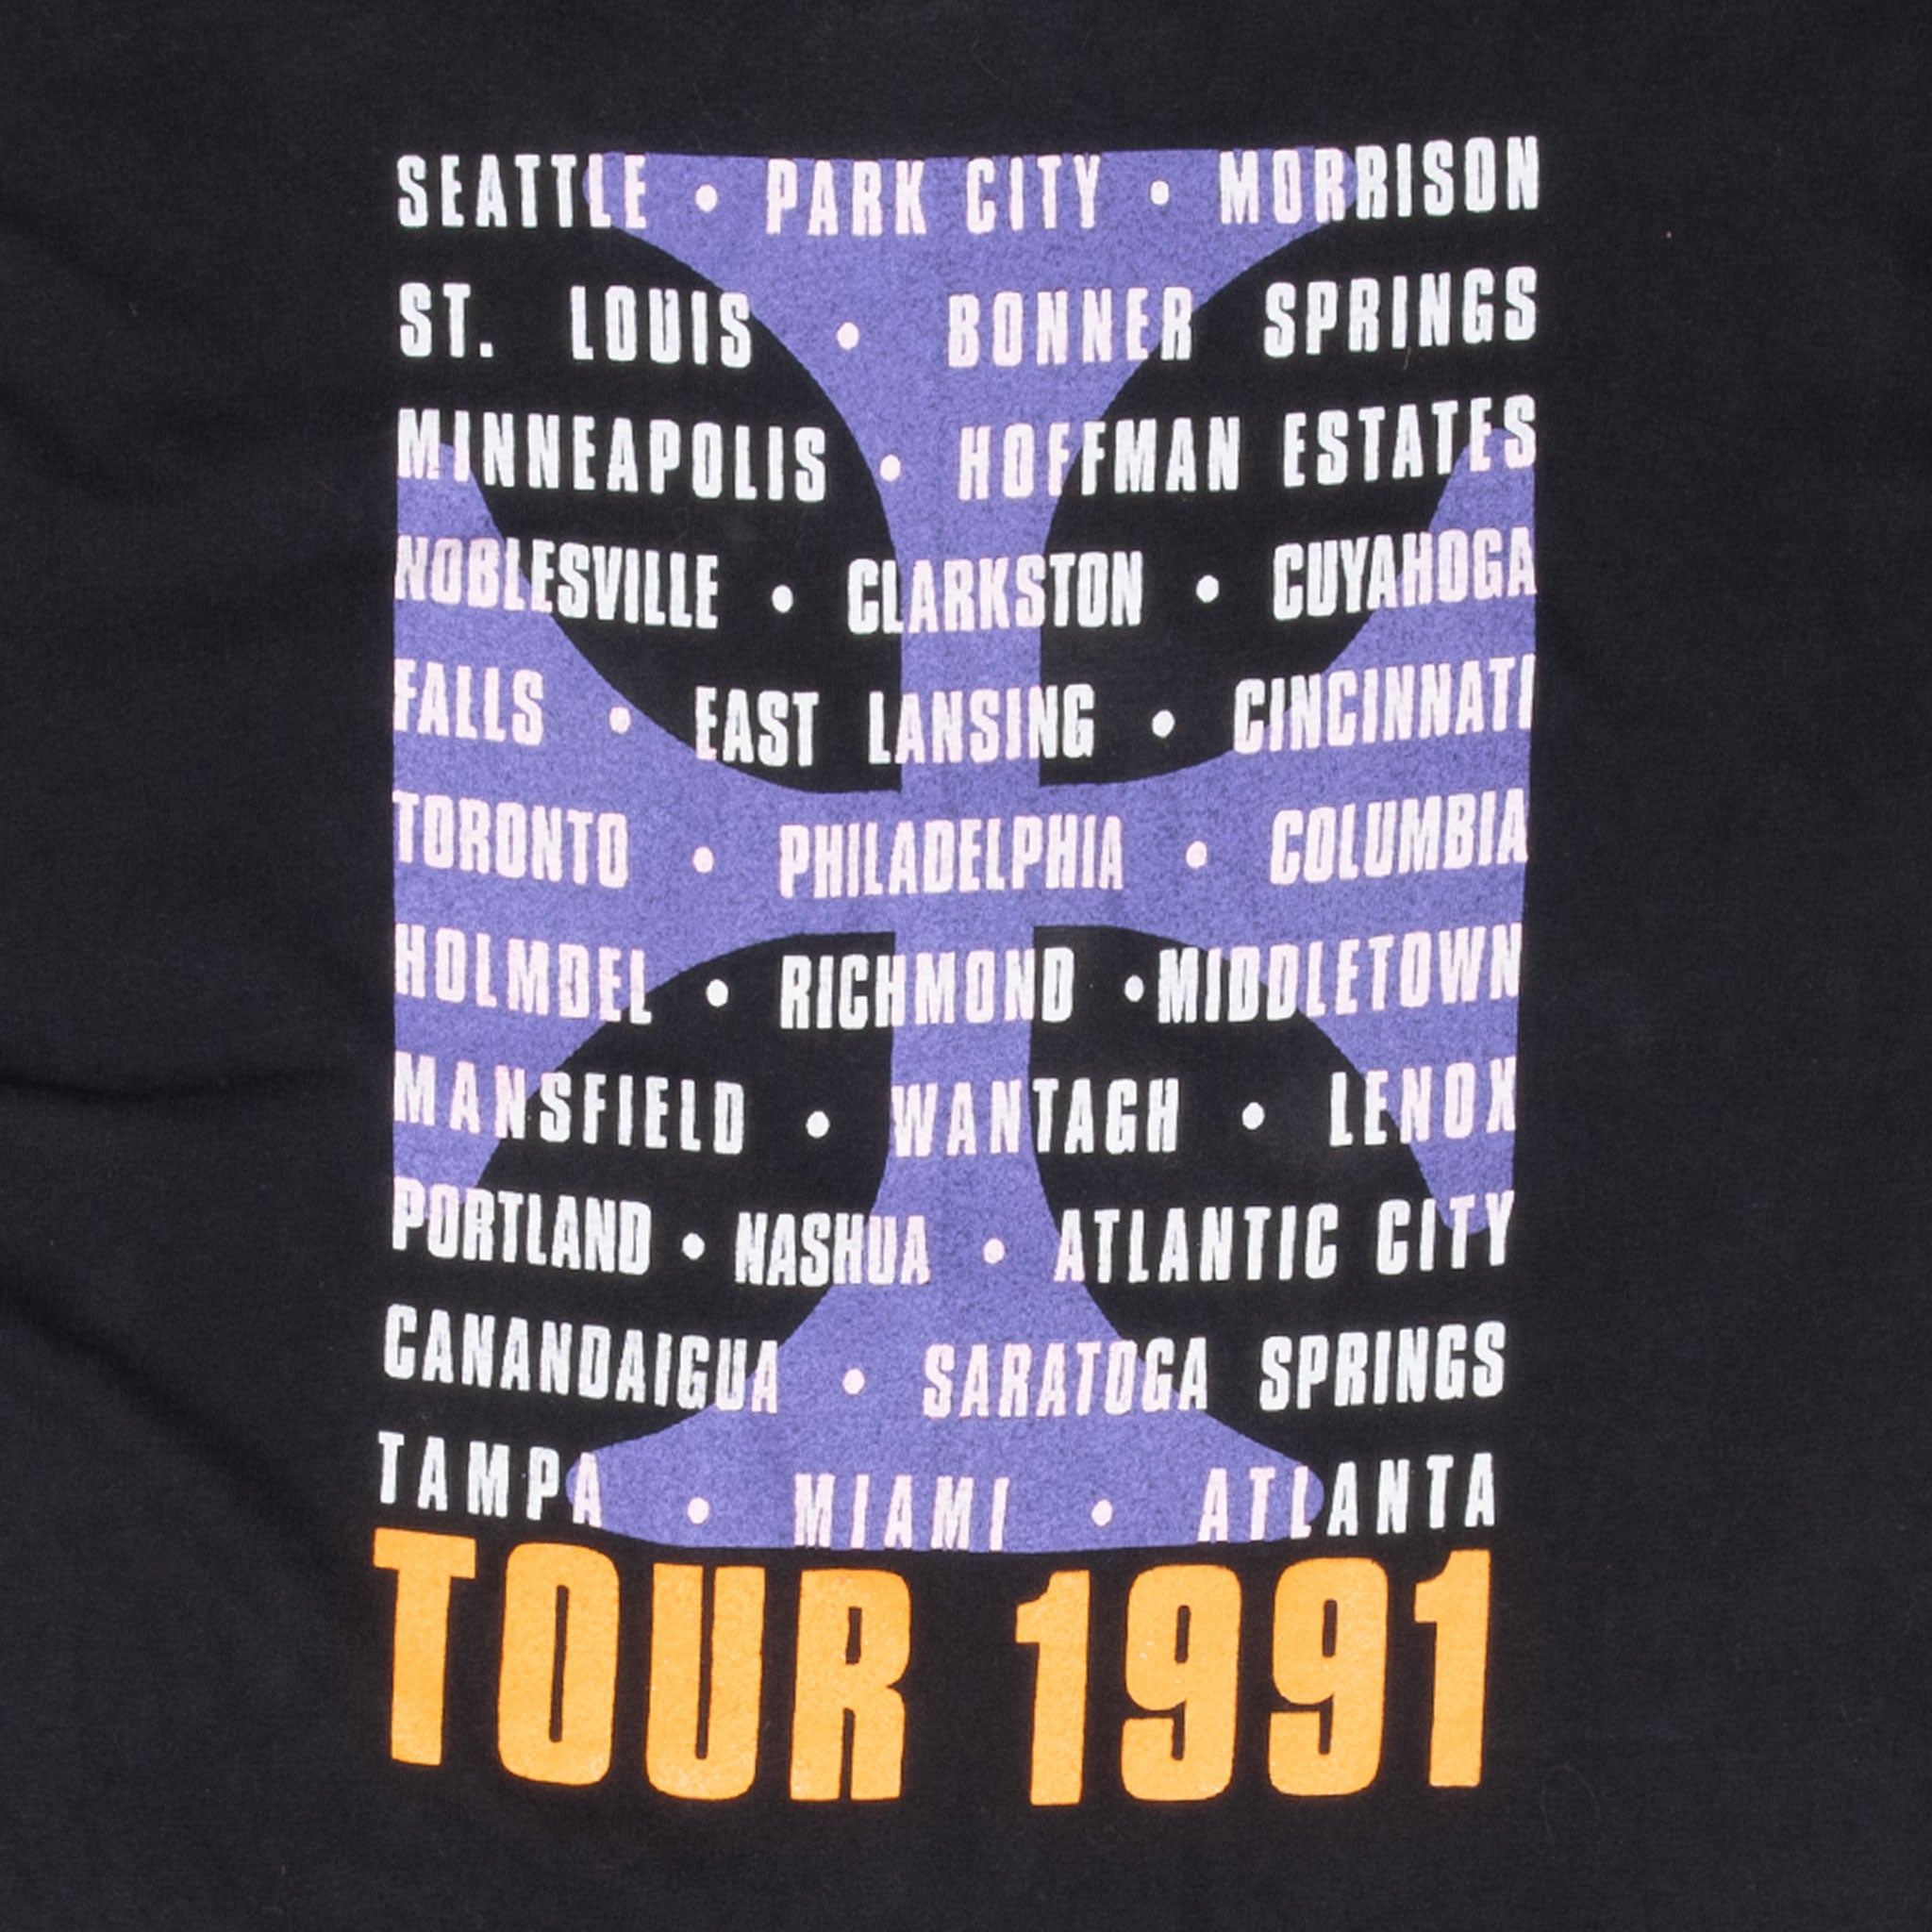 SEATTLE • PARK CITY • MORRISON
ST. LOUIS • BONNER SPRINGS
MINNEAPOLIS • HOFFMAN ESTATES
NOBLESVILLE • CLARKSTON • CUYAHOGA
FALLS • EAST LANSING • CINCINNATI
TORONTO • PHILADELPHIA • COLUMBIA
HOLMDEL • RICHMOND • MIDDLETOWN
MANSFIELD • WANTAGH • LENOX
PORTLAND • NASHUA • ATLANTIC CITY
CANANDAIGUA • SARATOGA SPRINGS
TAMPA • MIAMI • ATLANTA
TOUR 1991